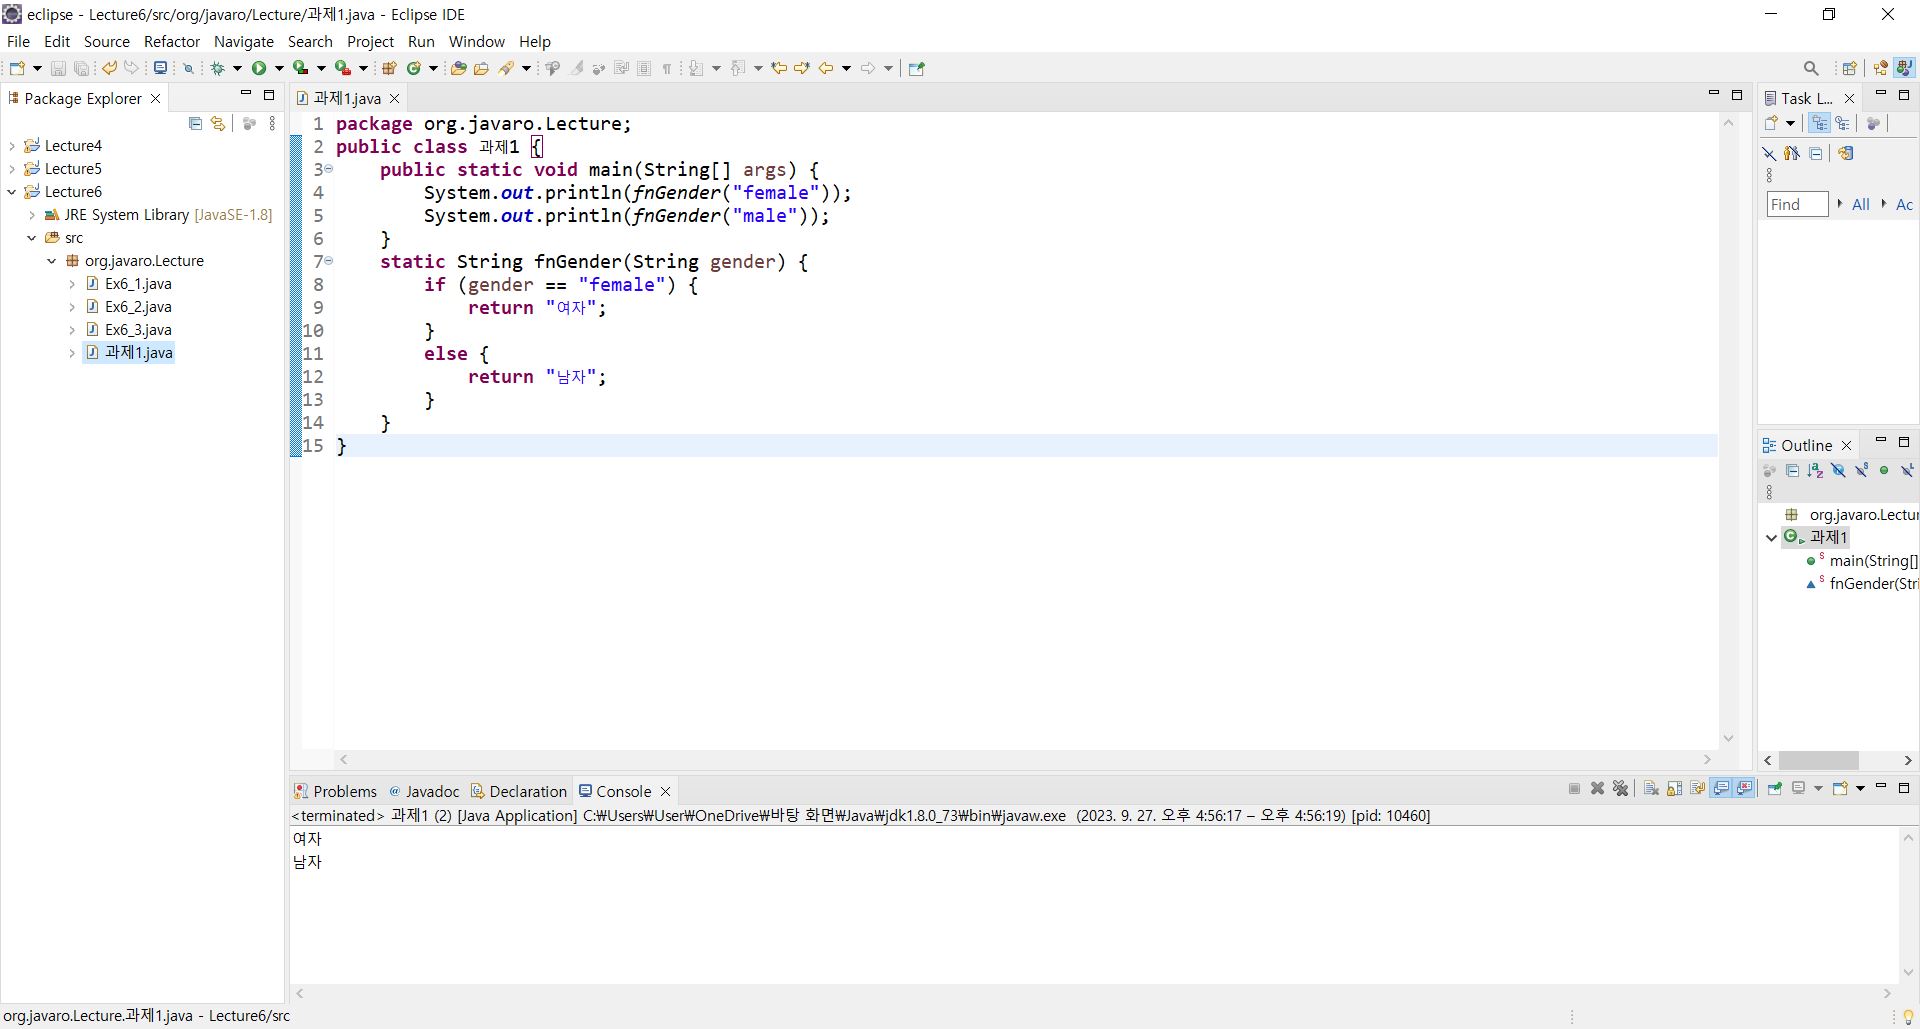 eclipse - Lecture6/src/org/javaro/Lecture/과제1.java - Eclipse IDE
File Edit Source Refactor Navigate Search Project Run Window Help
Package Explorer
Lecture4
Lecture5
Lecture6
JRE System Library [JavaSE-1.8]
src
org.javaro.Lecture
Ex6_1.java
Ex6_2.java
Ex6_3.java
과제1.java
과제1.java
1 package org.javaro.Lecture;
2 public class 과제1 {
3 public static void main(String[] args) {
4 System.out.println(fnGender("female"));
5 System.out.println(fnGender("male"));
6 }
7 static String fnGender(String gender) {
8 if (gender == "female") {
9 return "여자";
10 }
11 else {
12 return "남자";
13 }
14 }
15 }
Task L...
Find All Ac
Outline
org.javaro.Lectur
과제1
main(String[]
fnGender(Stri
Problems @ Javadoc Declaration Console
<terminated> 과제1 (2) [Java Application] C:₩Users₩User₩OneDrive₩바탕 화면₩Java₩jdk1.8.0_73₩bin₩javaw.exe (2023. 9. 27. 오후 4:56:17 – 오후 4:56:19) [pid: 10460]
여자
남자
org.javaro.Lecture.과제1.java - Lecture6/src